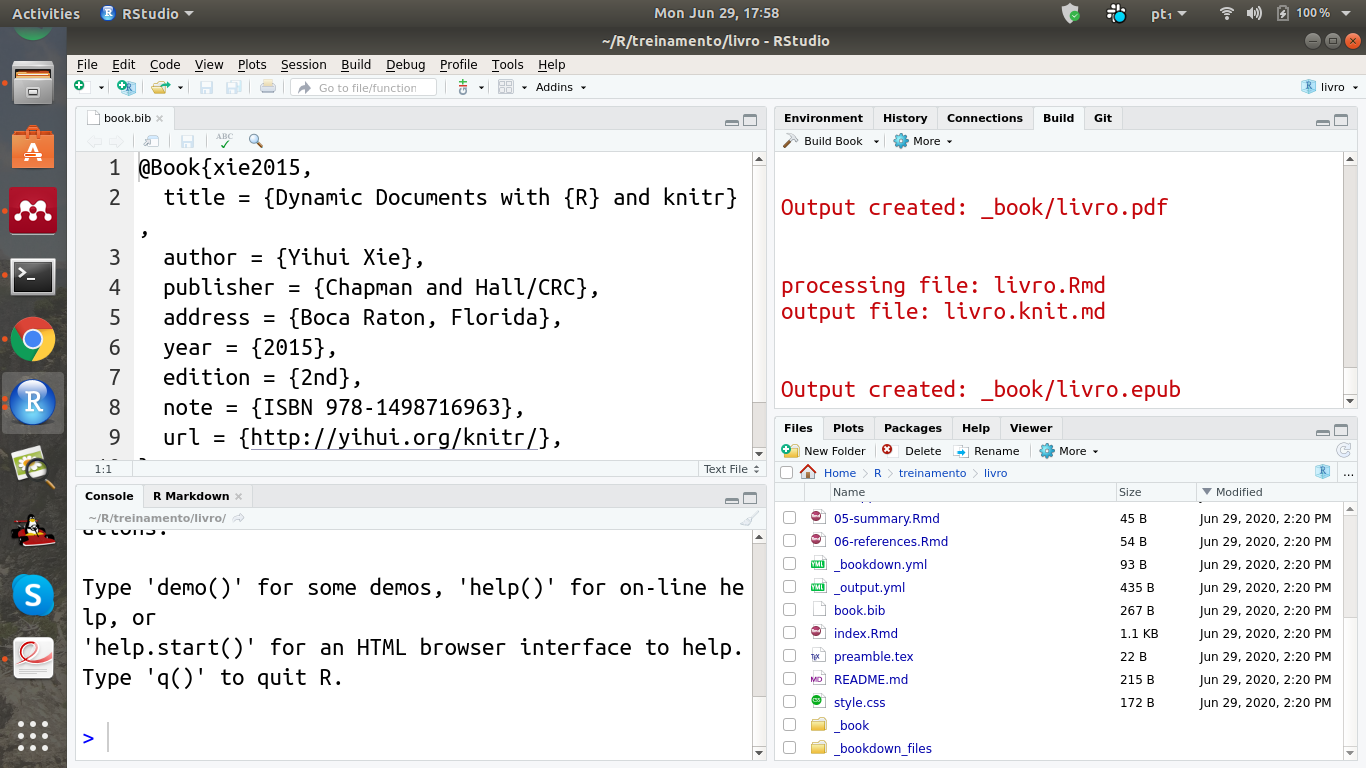 Activities RStudio Mon Jun 29, 17:58 pt₁ 100 %
~/R/treinamento/livro - RStudio
File Edit Code View Plots Session Build Debug Profile Tools Help
Go to file/function Addins livro
book.bib
ABC
1 @Book{xie2015,
2 title = {Dynamic Documents with {R} and knitr}
,
3 author = {Yihui Xie},
4 publisher = {Chapman and Hall/CRC},
5 address = {Boca Raton, Florida},
6 year = {2015},
7 edition = {2nd},
8 note = {ISBN 978-1498716963},
9 url = {http://yihui.org/knitr/},
1:1 Text File
Console R Markdown
~/R/treinamento/livro/
ations.
Type 'demo()' for some demos, 'help()' for on-line he
lp, or
'help.start()' for an HTML browser interface to help.
Type 'q()' to quit R.
>
Environment History Connections Build Git
Build Book More
Output created: _book/livro.pdf
processing file: livro.Rmd
output file: livro.knit.md
Output created: _book/livro.epub
Files Plots Packages Help Viewer
New Folder Delete Rename More
Home R treinamento livro ...
Name Size Modified
05-summary.Rmd 45 B Jun 29, 2020, 2:20 PM
06-references.Rmd 54 B Jun 29, 2020, 2:20 PM
_bookdown.yml 93 B Jun 29, 2020, 2:20 PM
_output.yml 435 B Jun 29, 2020, 2:20 PM
book.bib 267 B Jun 29, 2020, 2:20 PM
index.Rmd 1.1 KB Jun 29, 2020, 2:20 PM
preamble.tex 22 B Jun 29, 2020, 2:20 PM
README.md 215 B Jun 29, 2020, 2:20 PM
style.css 172 B Jun 29, 2020, 2:20 PM
_book
_bookdown_files